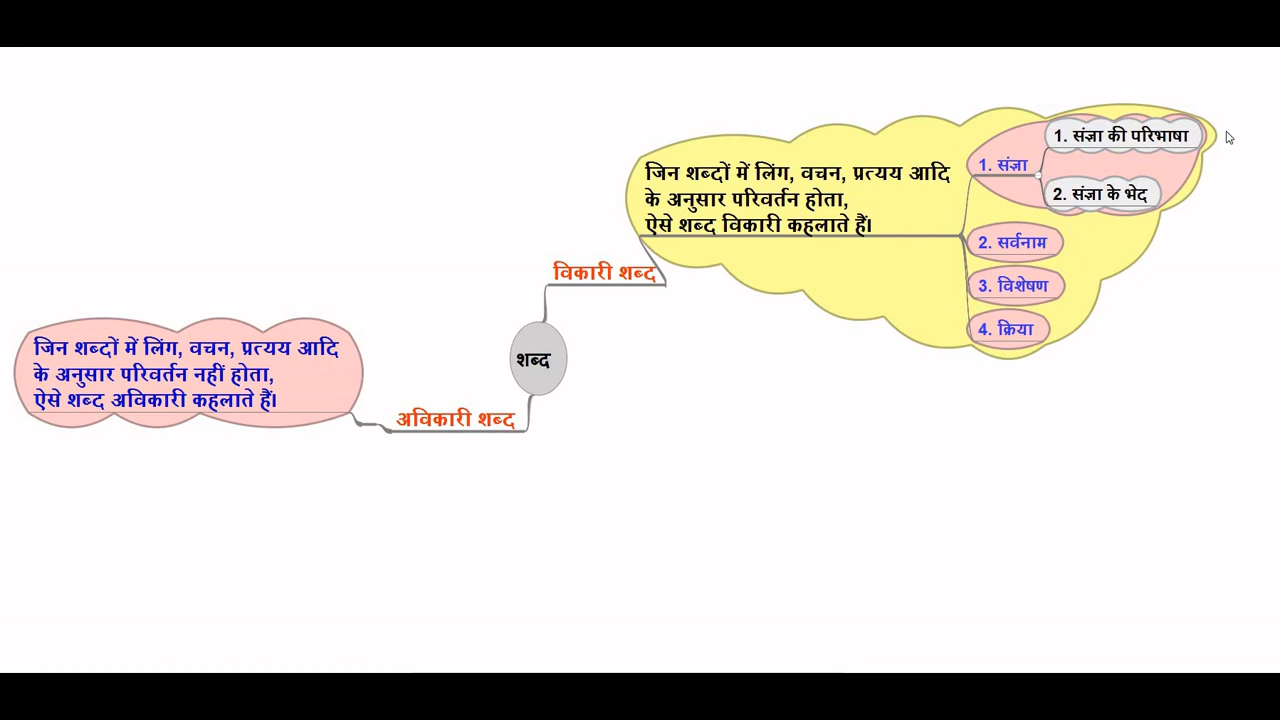 जिन शब्दों में लिंग, वचन, प्रत्यय आदि
के अनुसार परिवर्तन होता,
ऐसे शब्द विकारी कहलाते हैं।
1. संज्ञा
1. संज्ञा की परिभाषा
2. संज्ञा के भेद
2. सर्वनाम
3. विशेषण
4. क्रिया
विकारी शब्द
शब्द
अविकारी शब्द
जिन शब्दों में लिंग, वचन, प्रत्यय आदि
के अनुसार परिवर्तन नहीं होता,
ऐसे शब्द अविकारी कहलाते हैं।